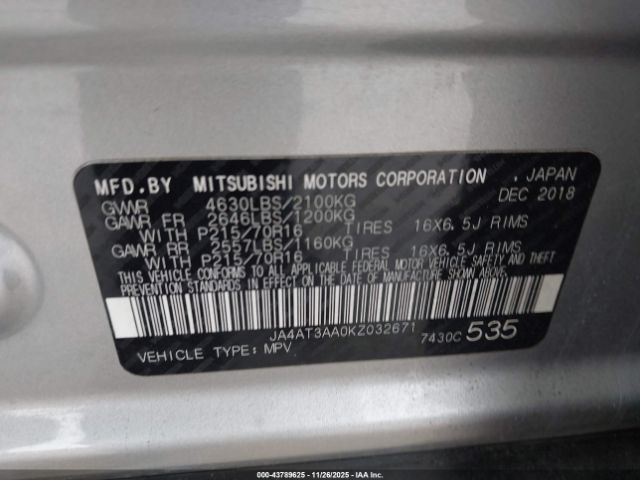 MFD.BY MITSUBISHI MOTORS CORPORATION , JAPAN
GVWR 4630LBS/2100KG DEC 2018
GAWR FR 2646LBS/1200KG
WITH P215/70R16 TIRES 16X6.5J RIMS
GAWR RR 2557LBS/1160KG
WITH P215/70R16 TIRES 16X6.5J RIMS
THIS VEHICLE CONFORMS TO ALL APPLICABLE FEDERAL MOTOR VEHICLE SAFETY AND THEFT
PREVENTION STANDARDS IN EFFECT ON THE DATE OF MANUFACTURE SHOWN ABOVE.
JA4AT3AA0KZ032671
VEHICLE TYPE: MPV 7430C 535
000-43789625 - 11/26/2025 - IAA Inc.